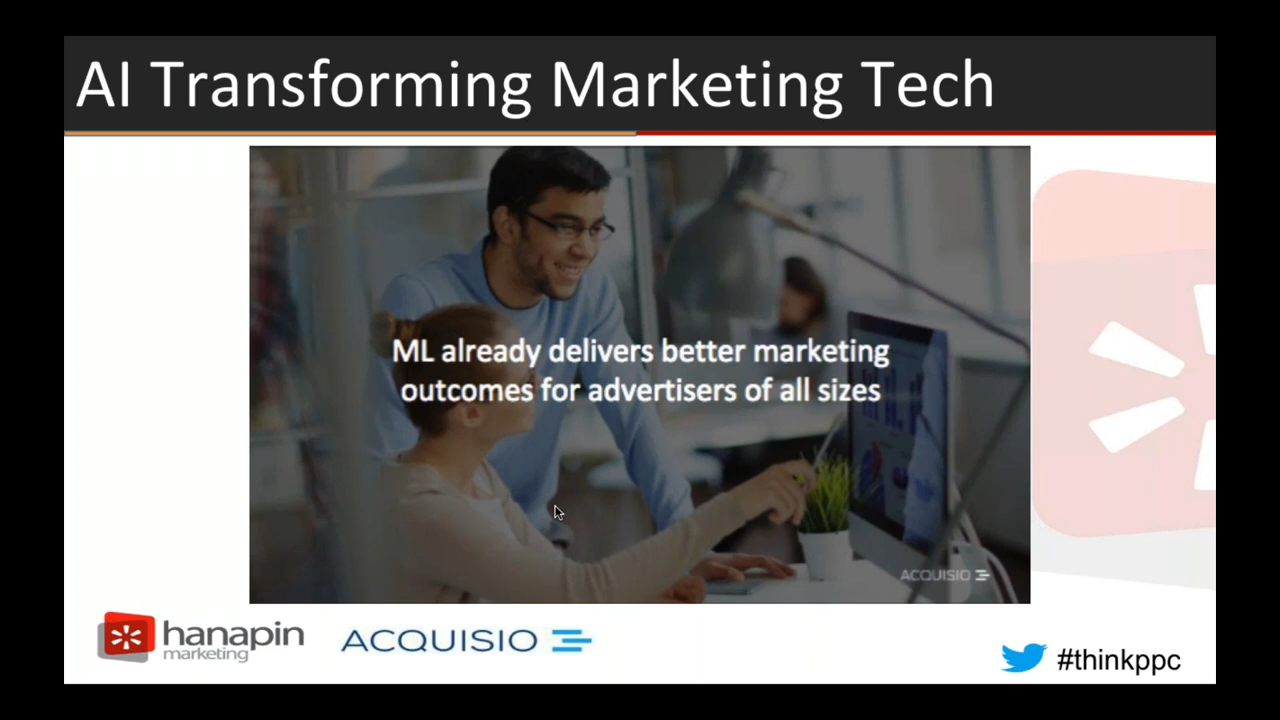 AI Transforming Marketing Tech
ML already delivers better marketing
outcomes for advertisers of all sizes
ACQUISIO
hanapin
marketing
ACQUISIO
#thinkppc